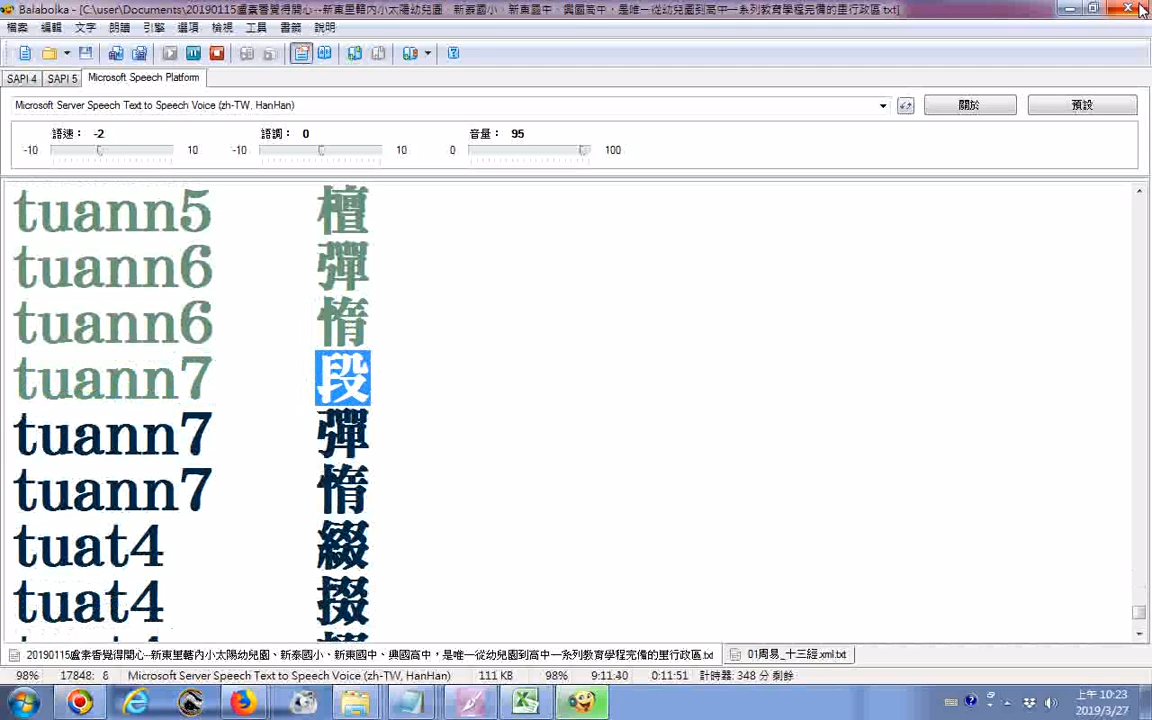 Balabolka - [C:\user\Documents\20190115盧素香覺得開心--新東里轄內小太陽幼兒園、新泰國小、新東國中、興國高中，是唯一從幼兒園到高中一系列教育學程完備的里行政區.txt]
檔案 編輯 文字 朗讀 引擎 選項 檢視 工具 書籤 說明
SAPI 4 SAPI 5 Microsoft Speech Platform
Microsoft Server Speech Text to Speech Voice (zh-TW, HanHan) 關於 預設
語速： -2 語調： 0 音量： 95
-10 10 -10 10 0 100
tuann5 檀
tuann6 彈
tuann6 惰
tuann7 段
tuann7 彈
tuann7 惰
tuat4 綴
tuat4 掇
20190115盧素香覺得開心--新東里轄內小太陽幼兒園、新泰國小、新東國中、興國高中，是唯一從幼兒園到高中一系列教育學程完備的里行政區.txt 01周易_十三經.xml.txt
98% 17848: 8 Microsoft Server Speech Text to Speech Voice (zh-TW, HanHan) 111 KB 98% 9:11:40 0:11:51 計時器: 348 分 剩餘
上午 10:23
2019/3/27